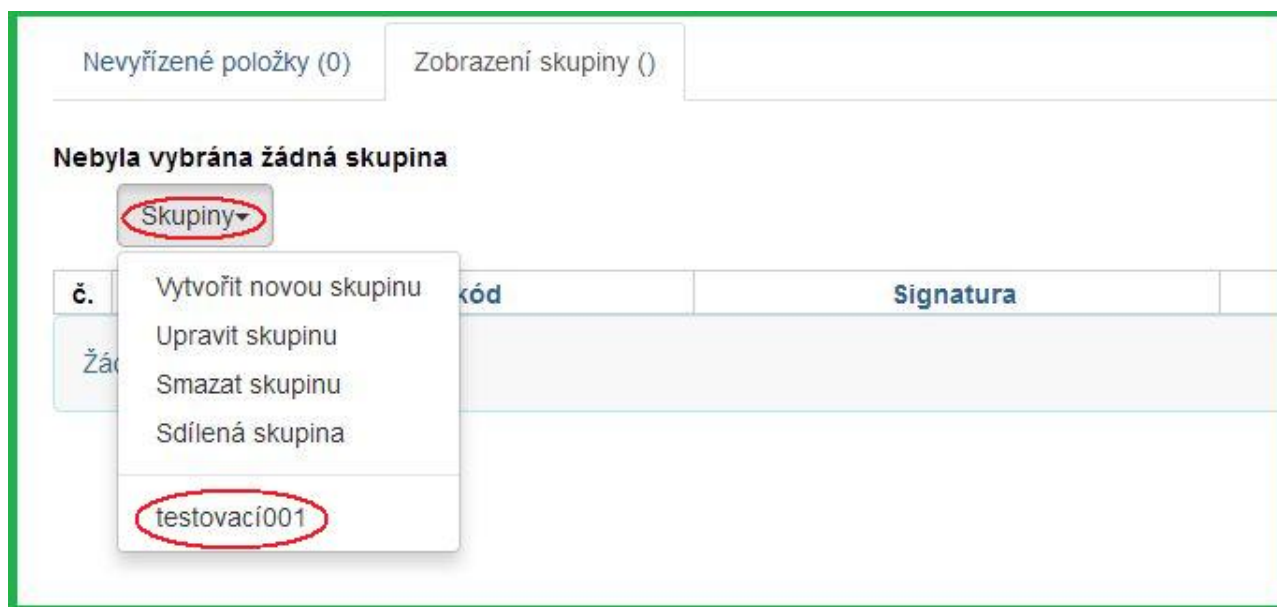 Nevyřízené položky (0) Zobrazení skupiny ()
Nebyla vybrána žádná skupina
Skupiny
č. kód Signatura
Vytvořit novou skupinu
Upravit skupinu
Smazat skupinu
Sdílená skupina
testovací001